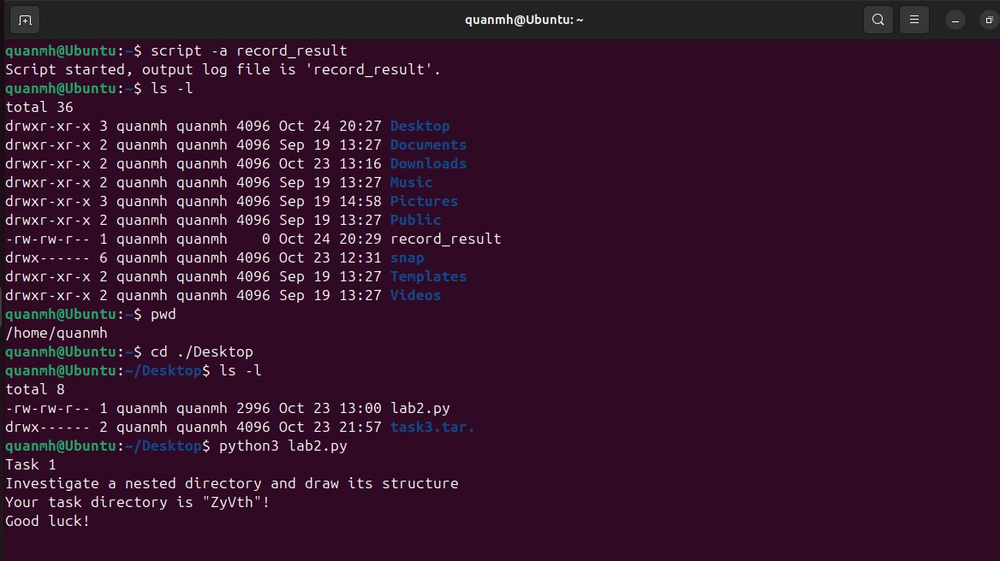 quanmh@Ubuntu: ~
quanmh@Ubuntu:~$ script -a record_result
Script started, output log file is 'record_result'.
quanmh@Ubuntu:~$ ls -l
total 36
drwxr-xr-x 3 quanmh quanmh 4096 Oct 24 20:27 Desktop
drwxr-xr-x 2 quanmh quanmh 4096 Sep 19 13:27 Documents
drwxr-xr-x 2 quanmh quanmh 4096 Oct 23 13:16 Downloads
drwxr-xr-x 2 quanmh quanmh 4096 Sep 19 13:27 Music
drwxr-xr-x 3 quanmh quanmh 4096 Sep 19 14:58 Pictures
drwxr-xr-x 2 quanmh quanmh 4096 Sep 19 13:27 Public
-rw-rw-r-- 1 quanmh quanmh    0 Oct 24 20:29 record_result
drwx------ 6 quanmh quanmh 4096 Oct 23 12:31 snap
drwxr-xr-x 2 quanmh quanmh 4096 Sep 19 13:27 Templates
drwxr-xr-x 2 quanmh quanmh 4096 Sep 19 13:27 Videos
quanmh@Ubuntu:~$ pwd
/home/quanmh
quanmh@Ubuntu:~$ cd ./Desktop
quanmh@Ubuntu:~/Desktop$ ls -l
total 8
-rw-rw-r-- 1 quanmh quanmh 2996 Oct 23 13:00 lab2.py
drwx------ 2 quanmh quanmh 4096 Oct 23 21:57 task3.tar.
quanmh@Ubuntu:~/Desktop$ python3 lab2.py
Task 1
Investigate a nested directory and draw its structure
Your task directory is "ZyVth"!
Good luck!